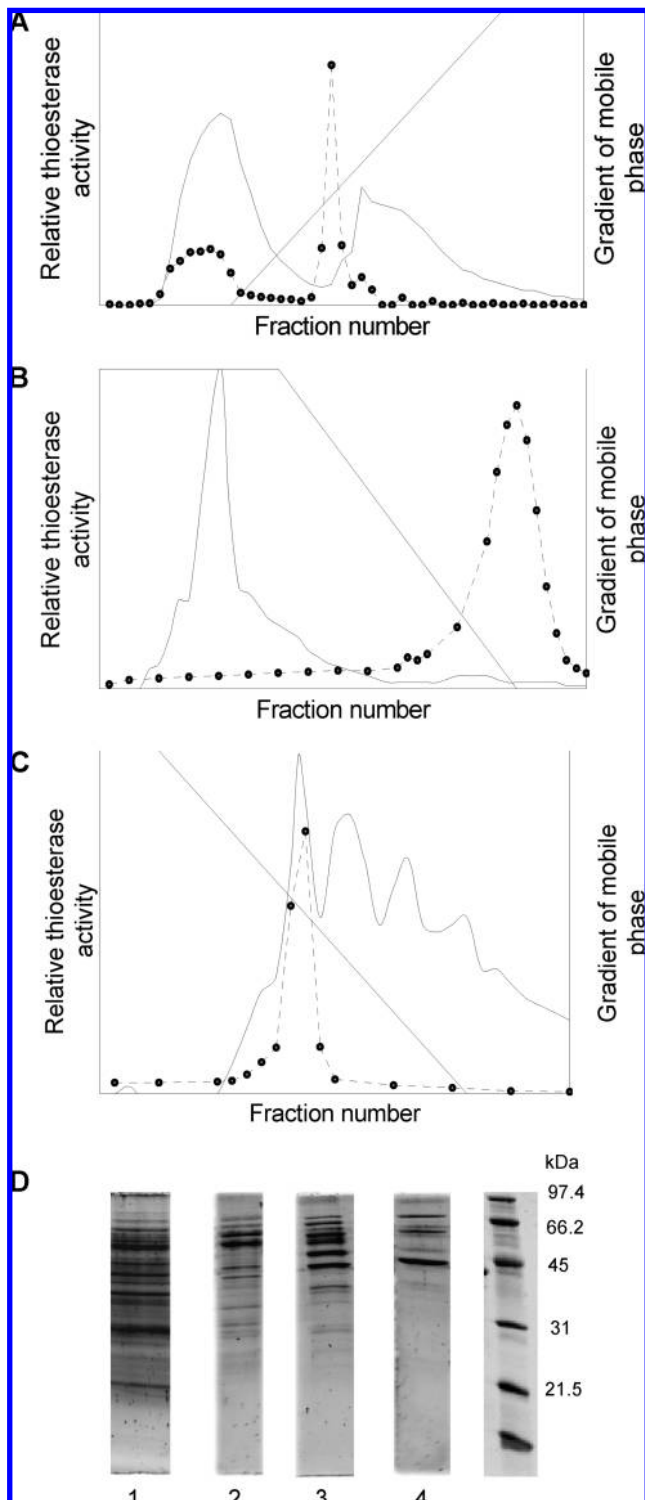 A
Relative thioesterase
activity
Gradient of mobile
phase
Fraction number
B
Relative thioesterase
activity
Gradient of mobile
phase
Fraction number
C
Relative thioesterase
activity
Gradient of mobile
phase
Fraction number
D
kDa
97.4
66.2
45
31
21.5
1 2 3 4